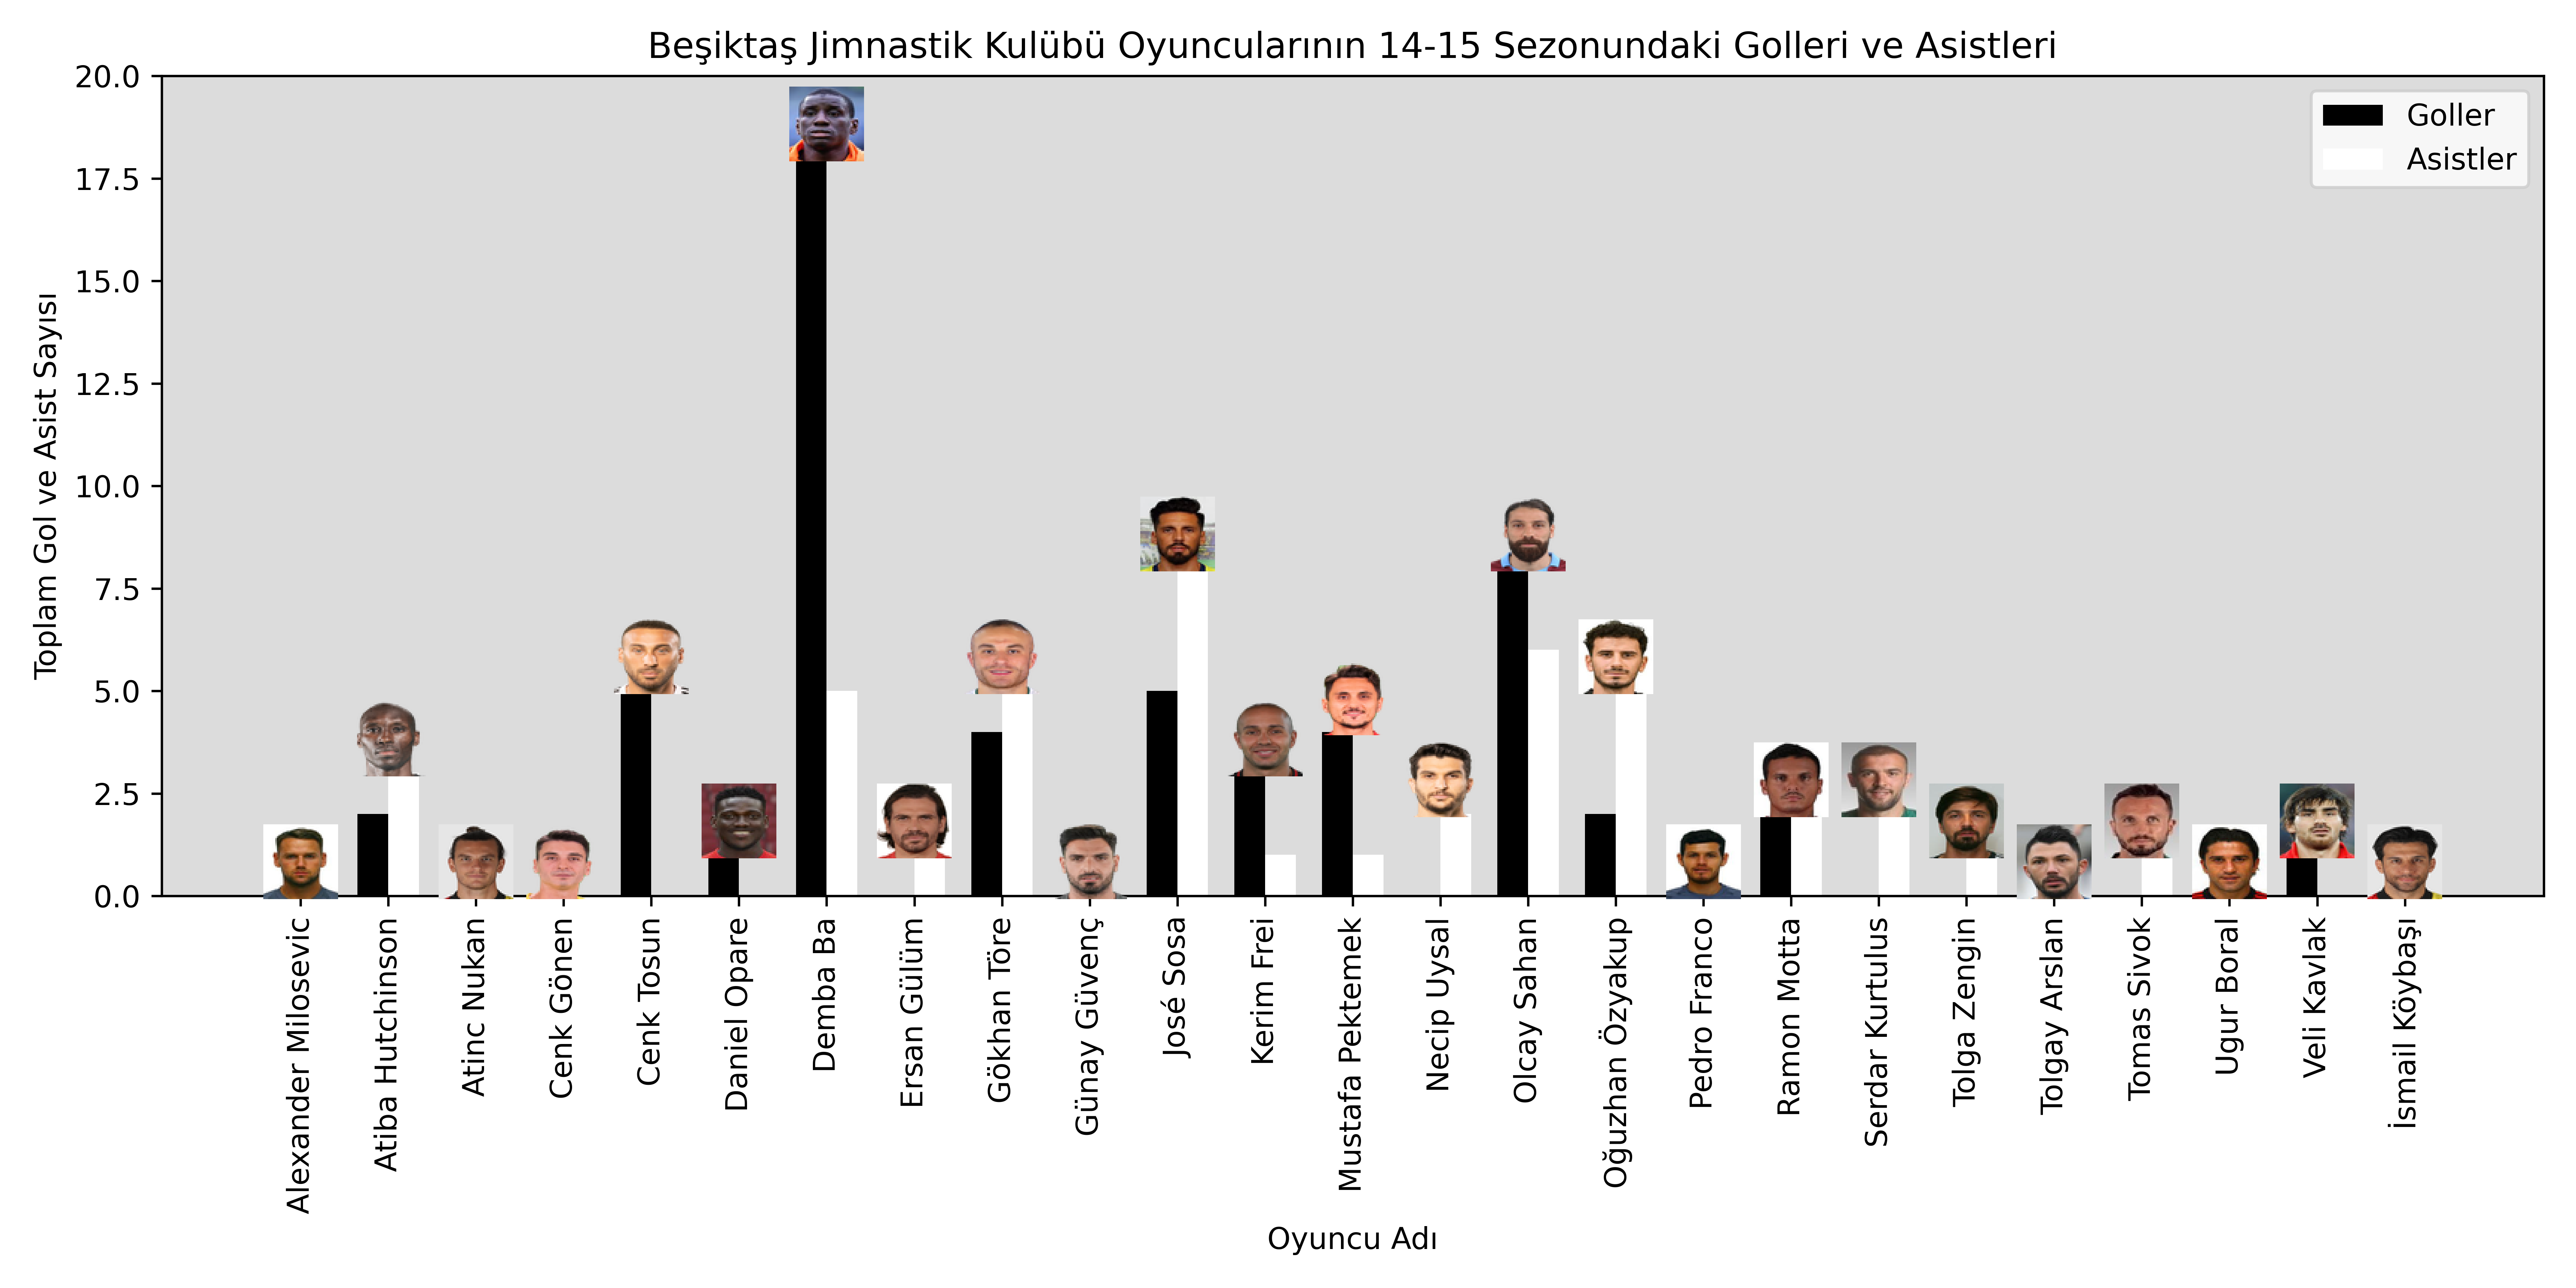 Beşiktaş Jimnastik Kulübü Oyuncularının 14-15 Sezonundaki Golleri ve Asistleri
Toplam Gol ve Asist Sayısı
20.0
17.5
15.0
12.5
10.0
7.5
5.0
2.5
0.0
Goller
Asistler
Alexander Milosevic
Atiba Hutchinson
Atinc Nukan
Cenk Gönen
Cenk Tosun
Daniel Opare
Demba Ba
Ersan Gülüm
Gökhan Töre
Günay Güvenç
José Sosa
Kerim Frei
Mustafa Pektemek
Necip Uysal
Olcay Sahan
Oğuzhan Özyakup
Pedro Franco
Ramon Motta
Serdar Kurtulus
Tolga Zengin
Tolgay Arslan
Tomas Sivok
Ugur Boral
Veli Kavlak
İsmail Köybaşı
Oyuncu Adı